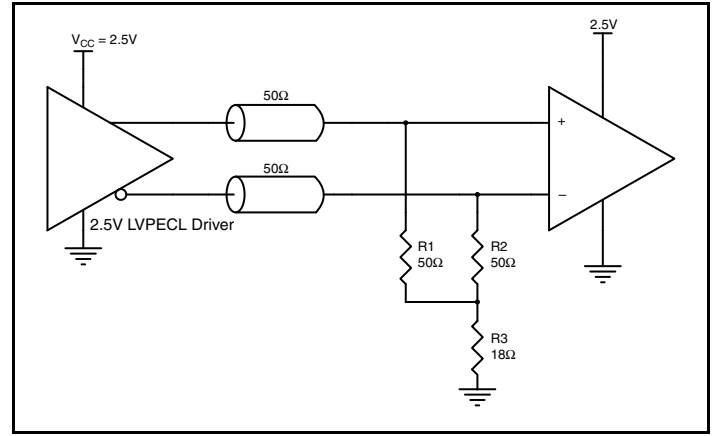 V_CC = 2.5V
2.5V
50Ω
+
50Ω
–
2.5V LVPECL Driver
R1
50Ω
R2
50Ω
R3
18Ω